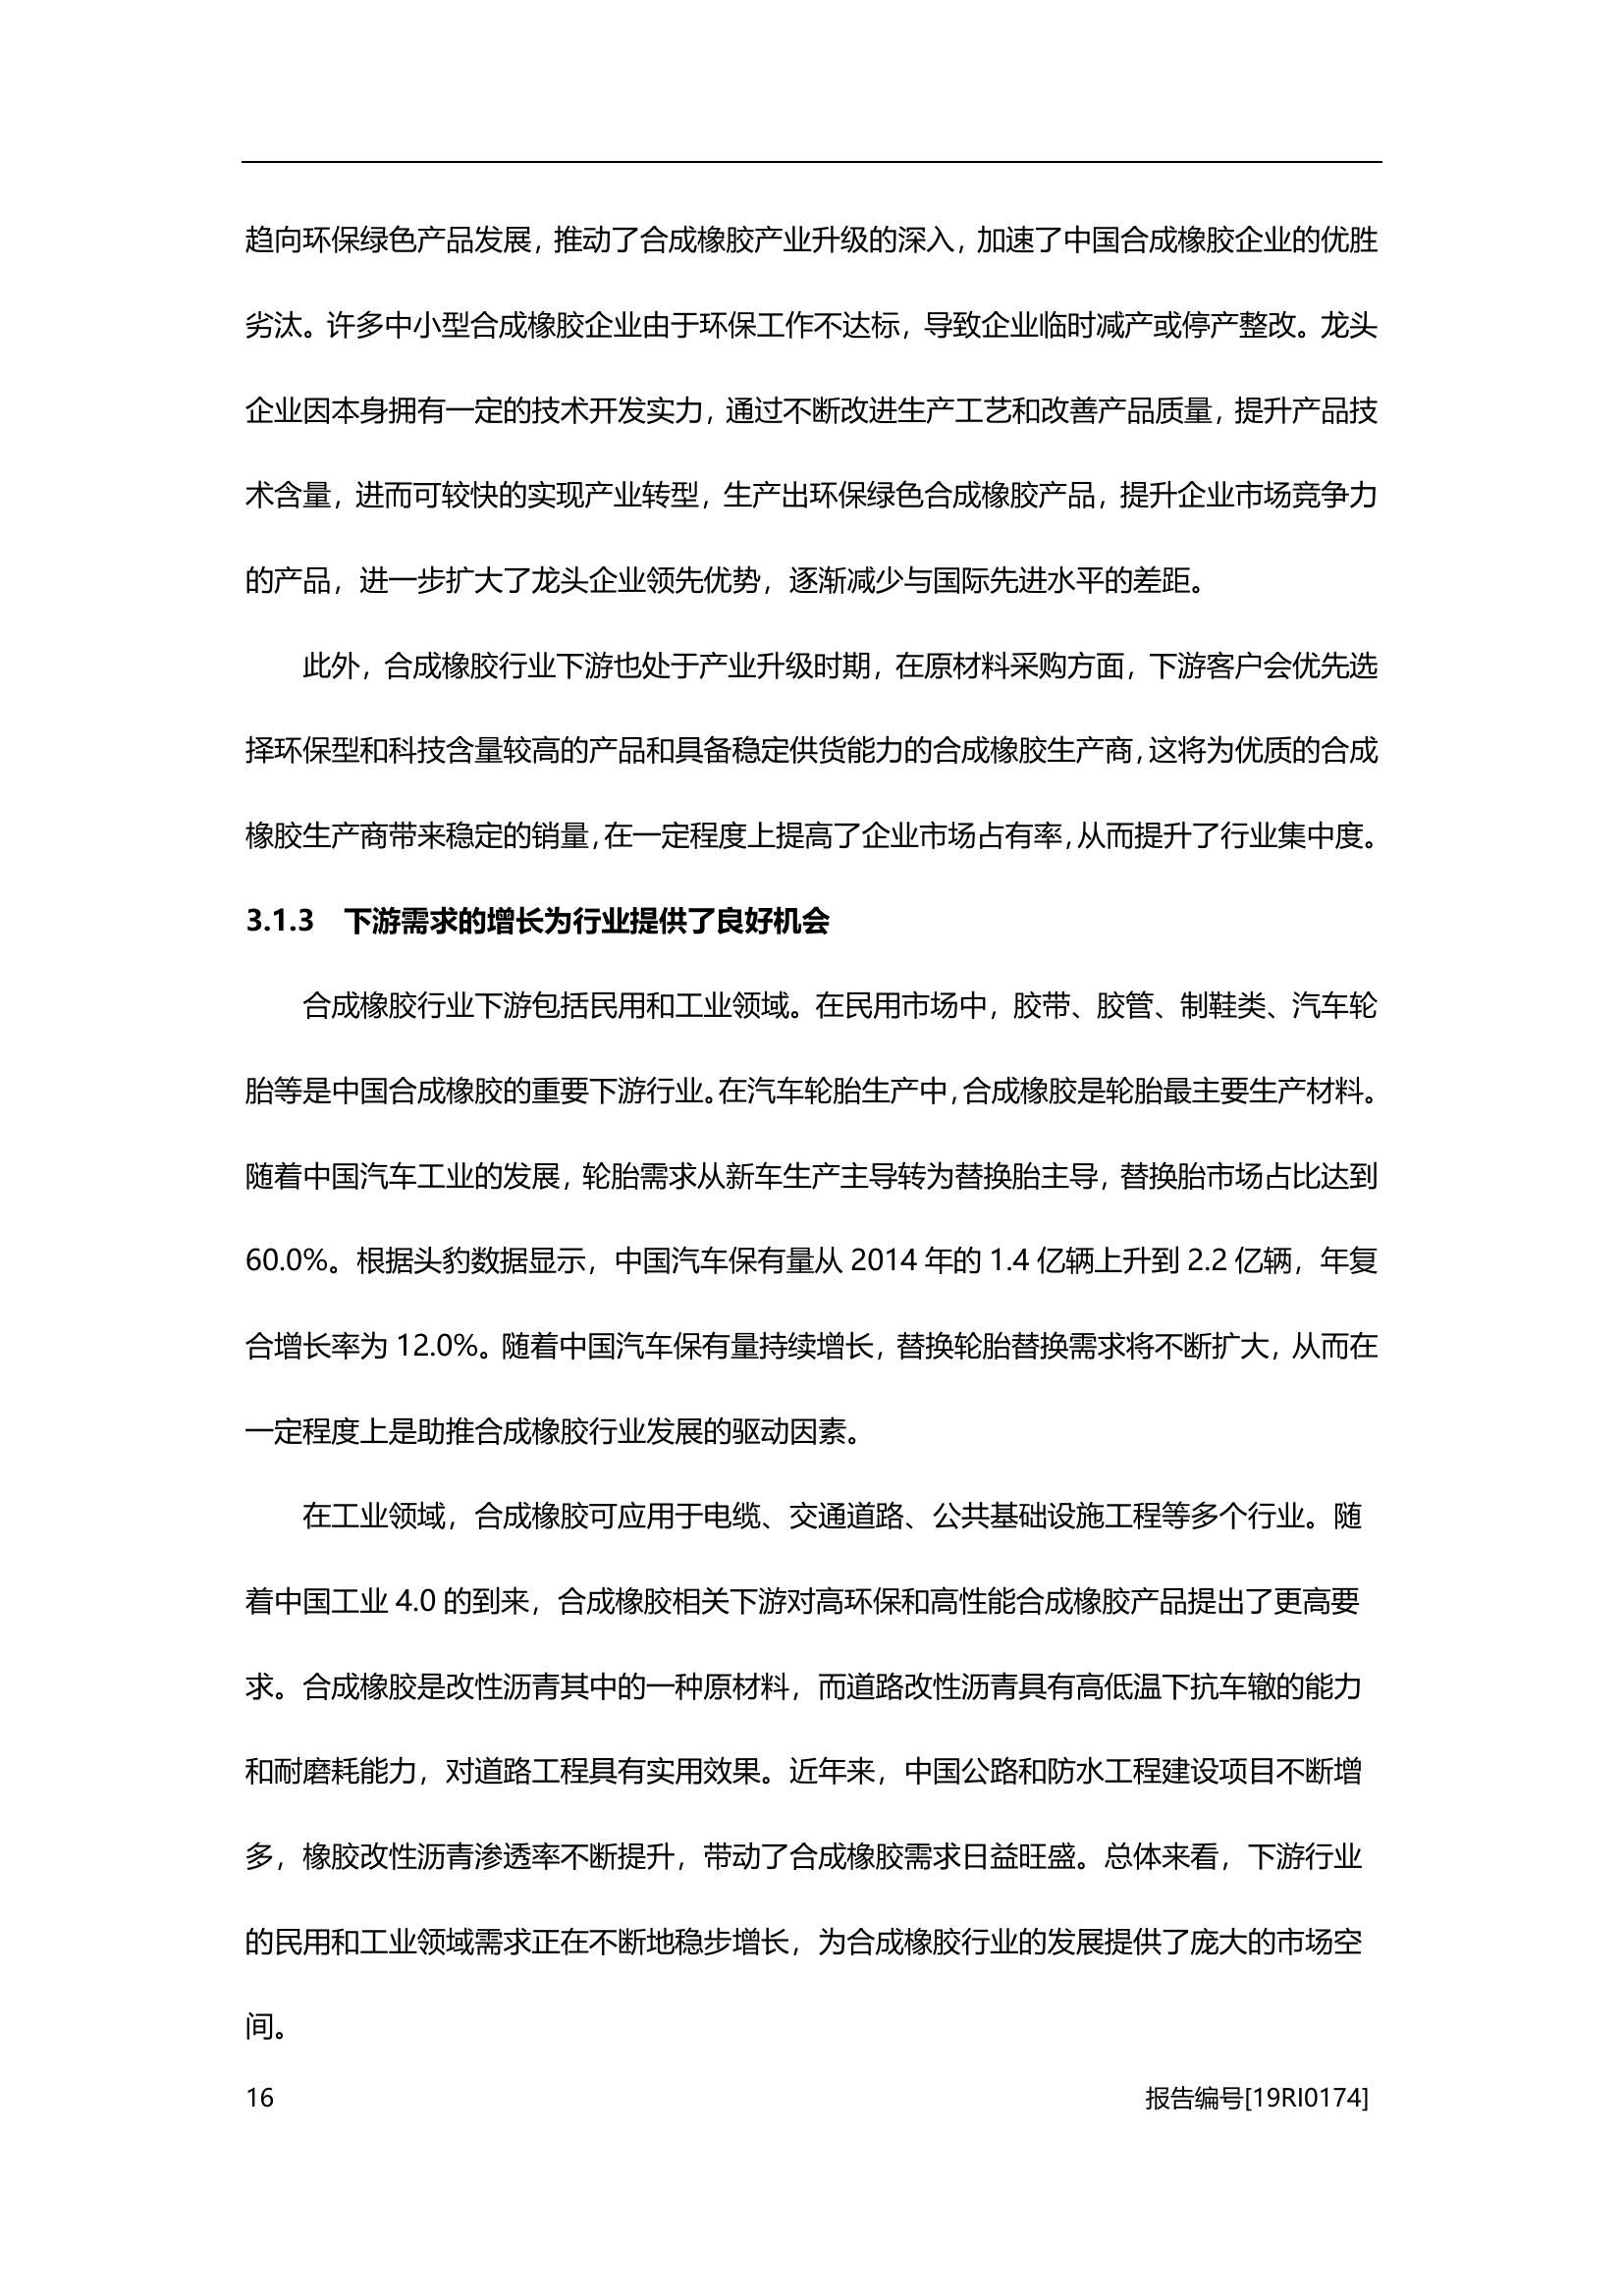 趋向环保绿色产品发展，推动了合成橡胶产业升级的深入，加速了中国合成橡胶企业的优胜
劣汰。许多中小型合成橡胶企业由于环保工作不达标，导致企业临时减产或停产整改。龙头
企业因本身拥有一定的技术开发实力，通过不断改进生产工艺和改善产品质量，提升产品技
术含量，进而可较快的实现产业转型，生产出环保绿色合成橡胶产品，提升企业市场竞争力
的产品，进一步扩大了龙头企业领先优势，逐渐减少与国际先进水平的差距。
此外，合成橡胶行业下游也处于产业升级时期，在原材料采购方面，下游客户会优先选
择环保型和科技含量较高的产品和具备稳定供货能力的合成橡胶生产商，这将为优质的合成
橡胶生产商带来稳定的销量，在一定程度上提高了企业市场占有率，从而提升了行业集中度。
3.1.3 下游需求的增长为行业提供了良好机会
合成橡胶行业下游包括民用和工业领域。在民用市场中，胶带、胶管、制鞋类、汽车轮
胎等是中国合成橡胶的重要下游行业。在汽车轮胎生产中，合成橡胶是轮胎最主要生产材料。
随着中国汽车工业的发展，轮胎需求从新车生产主导转为替换胎主导，替换胎市场占比达到
60.0%。根据头豹数据显示，中国汽车保有量从 2014 年的 1.4 亿辆上升到 2.2 亿辆，年复
合增长率为 12.0%。随着中国汽车保有量持续增长，替换轮胎替换需求将不断扩大，从而在
一定程度上是助推合成橡胶行业发展的驱动因素。
在工业领域，合成橡胶可应用于电缆、交通道路、公共基础设施工程等多个行业。随
着中国工业 4.0 的到来，合成橡胶相关下游对高环保和高性能合成橡胶产品提出了更高要
求。合成橡胶是改性沥青其中的一种原材料，而道路改性沥青具有高低温下抗车辙的能力
和耐磨耗能力，对道路工程具有实用效果。近年来，中国公路和防水工程建设项目不断增
多，橡胶改性沥青渗透率不断提升，带动了合成橡胶需求日益旺盛。总体来看，下游行业
的民用和工业领域需求正在不断地稳步增长，为合成橡胶行业的发展提供了庞大的市场空
间。
16 报告编号[19RI0174]